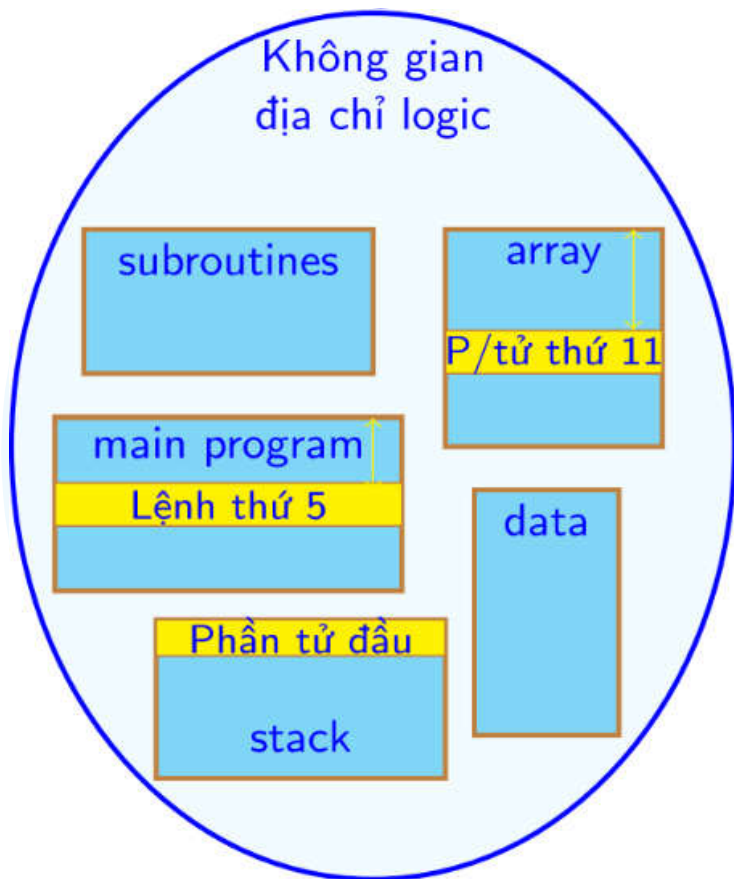 Không gian
địa chỉ logic
subroutines
array
P/tử thứ 11
main program
Lệnh thứ 5
data
Phần tử đầu
stack